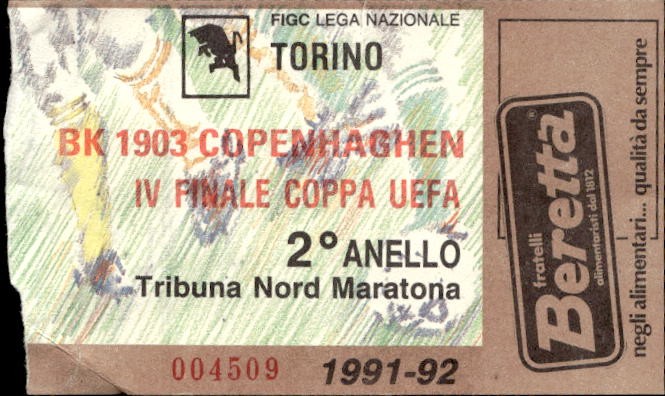 FIGC LEGA NAZIONALE
TORINO
BK 1903 COPENHAGHEN
IV FINALE COPPA UEFA
2° ANELLO
Tribuna Nord Maratona
004509 1991-92
fratelli
Beretta
alimentaristi dal 1812
negli alimentari... qualità da sempre